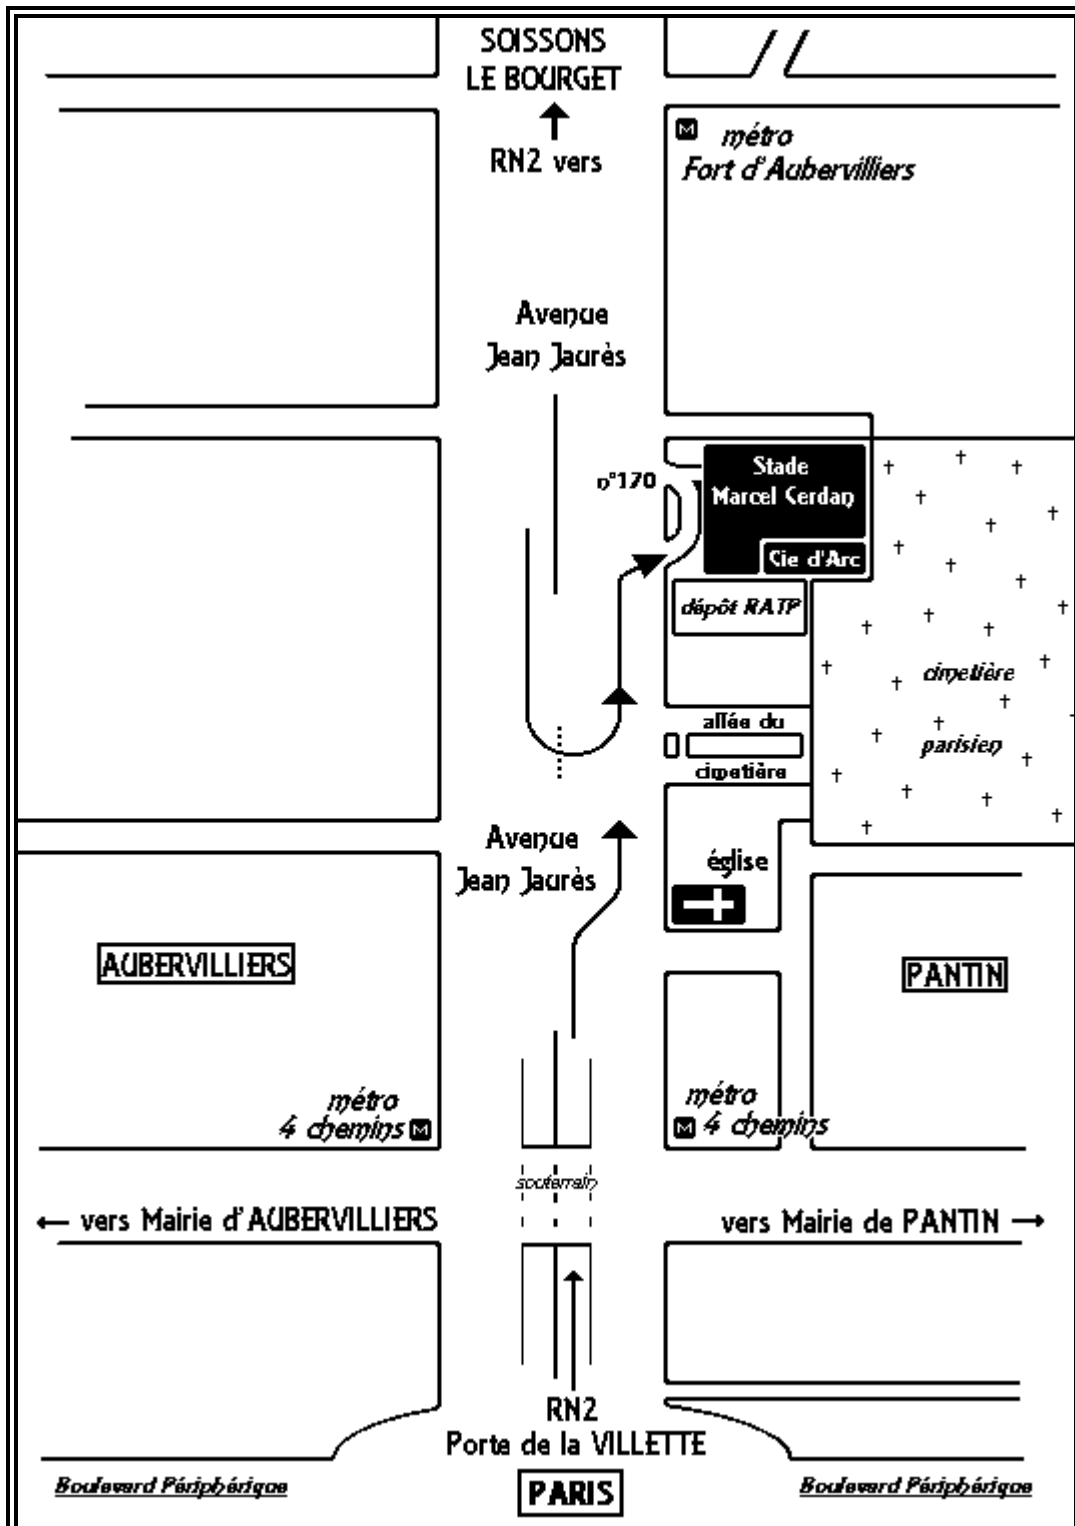 SOISSONS
LE BOURGET
RN2 vers
M métro
Fort d'Aubervilliers
Avenue
Jean Jaurès
n°170
Stade
Marcel Cerdan
Cie d'Arc
dépôt RATP
cimetière
parisien
allée du
cimetière
Avenue
Jean Jaurès
église
AUBERVILLIERS
PANTIN
métro
4 chemins M
métro
M 4 chemins
souterrain
← vers Mairie d'AUBERVILLIERS
vers Mairie de PANTIN →
RN2
Porte de la VILLETTE
Boulevard Périphérique
PARIS
Boulevard Périphérique